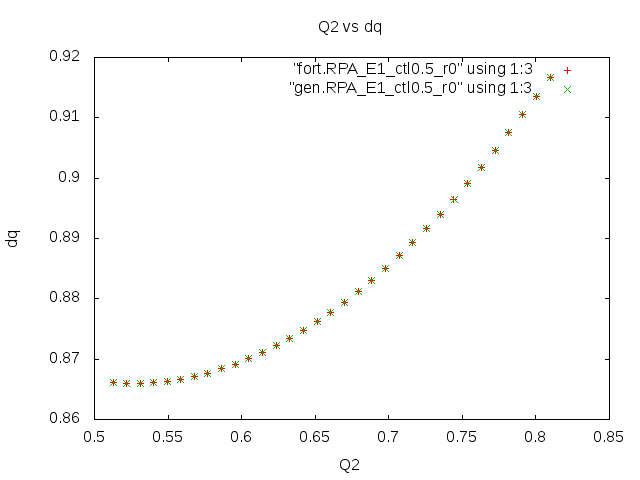 Q2 vs dq
"fort.RPA_E1_ctl0.5_r0" using 1:3
"gen.RPA_E1_ctl0.5_r0" using 1:3
0.92
0.91
0.9
0.89
0.88
0.87
0.86
dq
0.5 0.55 0.6 0.65 0.7 0.75 0.8 0.85
Q2